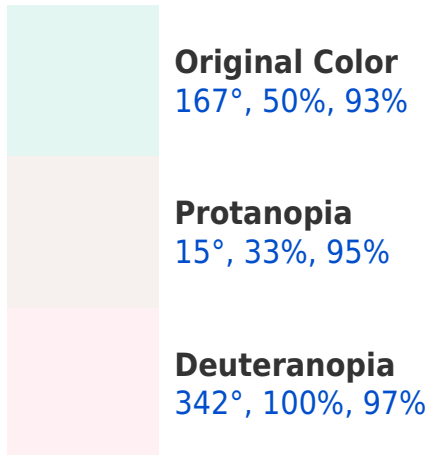 Original Color
167°, 50%, 93%
Protanopia
15°, 33%, 95%
Deuteranopia
342°, 100%, 97%